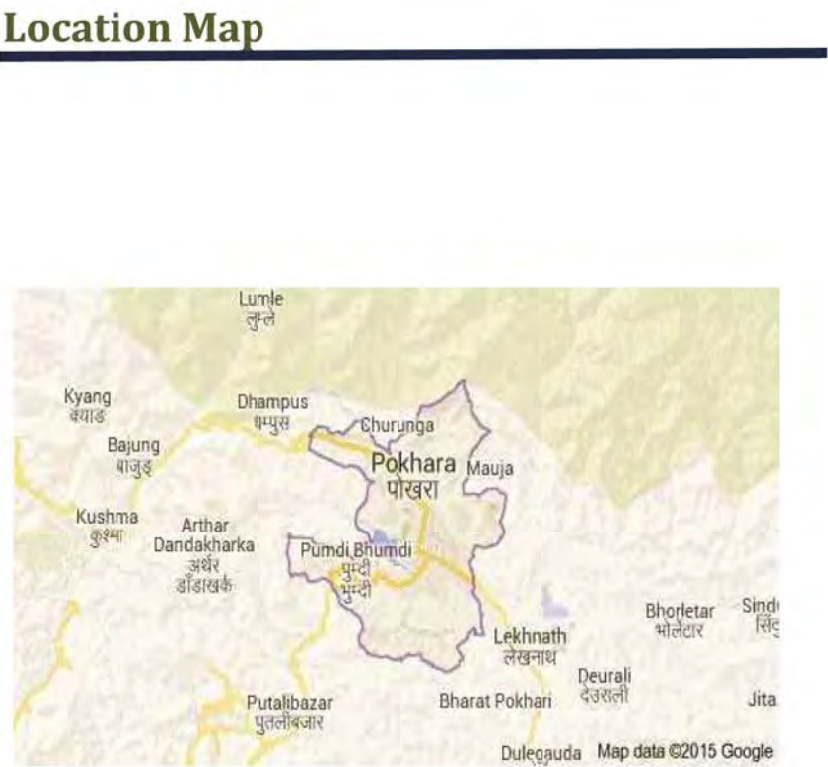 Location Map
Lumle
लुम्ले
Kyang
क्याङ
Dhampus
धम्पुस
Churunga
Bajung
बाजुङ
Pokhara
पोखरा
Mauja
Kushma
कुश्मा
Arthar
Dandakharka
अर्थर
डाँडाखर्क
Pumdi Bhumdi
पुम्दी
भुम्दी
Bhorletar
भोर्लेटार
Lekhnath
लेखनाथ
Deurali
देउराली
Putalibazar
पुतलीबजार
Bharat Pokhari
Jita
Dulegauda
Map data ©2015 Google